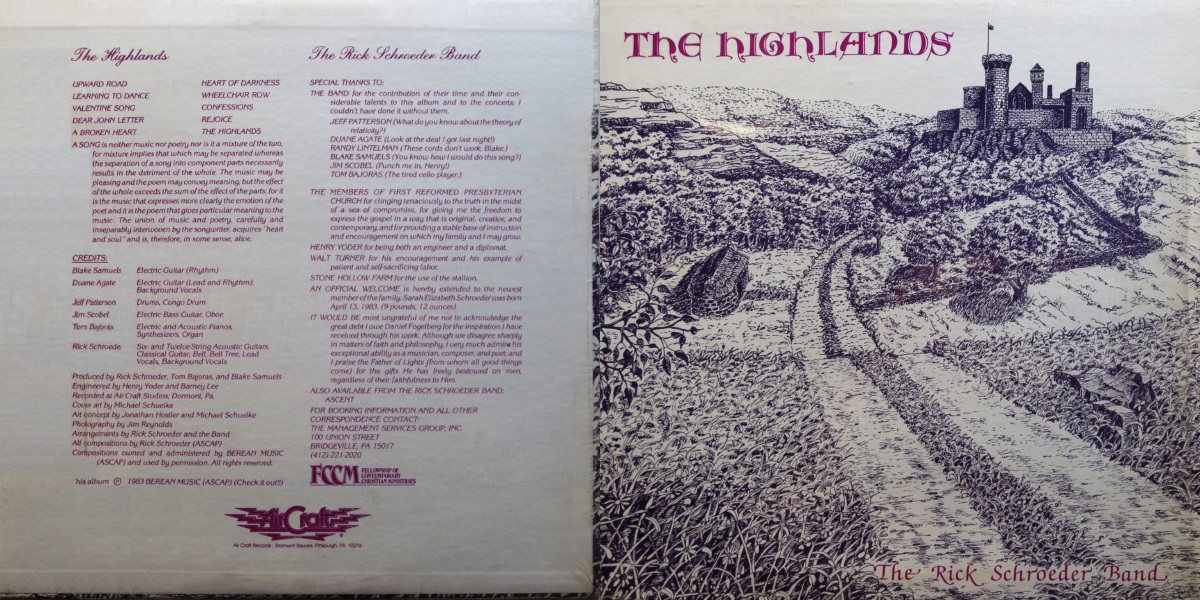 The Highlands
UPWARD ROAD
LEARNING TO DANCE
VALENTINE SONG
DEAR JOHN LETTER
A BROKEN HEART
HEART OF DARKNESS
WHEELCHAIR ROW
CONFESSIONS
REJOICE
THE HIGHLANDS
A SONG is neither music nor poetry nor is it a mixture of the two,
for mixture implies that which may be separated whereas
the separation of a song into component parts necessarily
results in the detriment of the whole. The music may be
pleasing and the poem may convey meaning, but the effect
of the whole exceeds the sum of the effect of the parts: for it
is the music that expresses more clearly the emotion of the
poet and it is the poem that gives particular meaning to the
music. The union of music and poetry, carefully and
inseparably interwoven by the songwriter, acquires "heart
and soul" and is, therefore, in some sense, alive.
CREDITS:
Blake Samuels Electric Guitar (Rhythm)
Duane Agate Electric Guitar (Lead and Rhythm),
Background Vocals
Jeff Patterson Drums, Congo Drum
Jim Scobel Electric Bass Guitar, Oboe
Tom Bajoras Electric and Acoustic Pianos,
Synthesizers, Organ
Rick Schroede Six- and Twelve-String Acoustic Guitars,
Classical Guitar, Bell, Bell Tree, Lead
Vocals, Background Vocals
Produced by Rick Schroeder, Tom Bajoras, and Blake Samuels
Engineered by Henry Yoder and Barney Lee
Recorded at Air Craft Studios; Dormont, Pa.
Cover art by Michael Schuelke
Art concept by Jonathan Hostler and Michael Schuelke
Photography by Jim Reynolds
Arrangements by Rick Schroeder and the Band
All compositions by Rick Schroeder (ASCAP)
Compositions owned and administered by BEREAN MUSIC
(ASCAP) and used by permission. All rights reserved.
his album Ⓟ 1983 BEREAN MUSIC (ASCAP) (Check it out!!)
The Rick Schroeder Band
SPECIAL THANKS TO:
THE BAND for the contribution of their time and their con-
siderable talents to this album and to the concerts; I
couldn't have done it without them.
JEFF PATTERSON (What do you know about the theory of
relativity?)
DUANE AGATE (Look at the deal I got last night!)
RANDY LINTELMAN (These cords don't work, Blake.)
BLAKE SAMUELS (You know how I would do this song?)
JIM SCOBEL (Punch me in, Henry!)
TOM BAJORAS (The tired cello player.)
THE MEMBERS OF FIRST REFORMED PRESBYTERIAN
CHURCH for clinging tenaciously to the truth in the midst
of a sea of compromise, for giving me the freedom to
express the gospel in a way that is original, creative, and
contemporary, and for providing a stable base of instruction
and encouragement on which my family and I may grow.
HENRY YODER for being both an engineer and a diplomat.
WALT TURNER for his encouragement and his example of
patient and self-sacrificing labor.
STONE HOLLOW FARM for the use of the stallion.
AN OFFICIAL WELCOME is hereby extended to the newest
member of the family. Sarah Elizabeth Schroeder was born
April 13, 1983. (9 pounds, 12 ounces)
IT WOULD BE most ungrateful of me not to acknowledge the
great debt I owe Daniel Fogelberg for the inspiration I have
received through his work. Although we disagree sharply
in matters of faith and philosophy, I very much admire his
exceptional ability as a musician, composer, and poet; and
I praise the Father of Lights (from whom all good things
come) for the gifts He has freely bestowed on men,
regardless of their faithfulness to Him.
ALSO AVAILABLE FROM THE RICK SCHROEDER BAND:
ASCENT
FOR BOOKING INFORMATION AND ALL OTHER
CORRESPONDENCE CONTACT:
THE MANAGEMENT SERVICES GROUP, INC.
100 UNION STREET
BRIDGEVILLE, PA 15017
(412) 221-2020
FCCM FELLOWSHIP OF
CONTEMPORARY
CHRISTIAN MINISTRIES
AirCraft
Air Craft Records · Dormont Square, Pittsburgh, PA 15216
THE HIGHLANDS
The Rick Schroeder Band